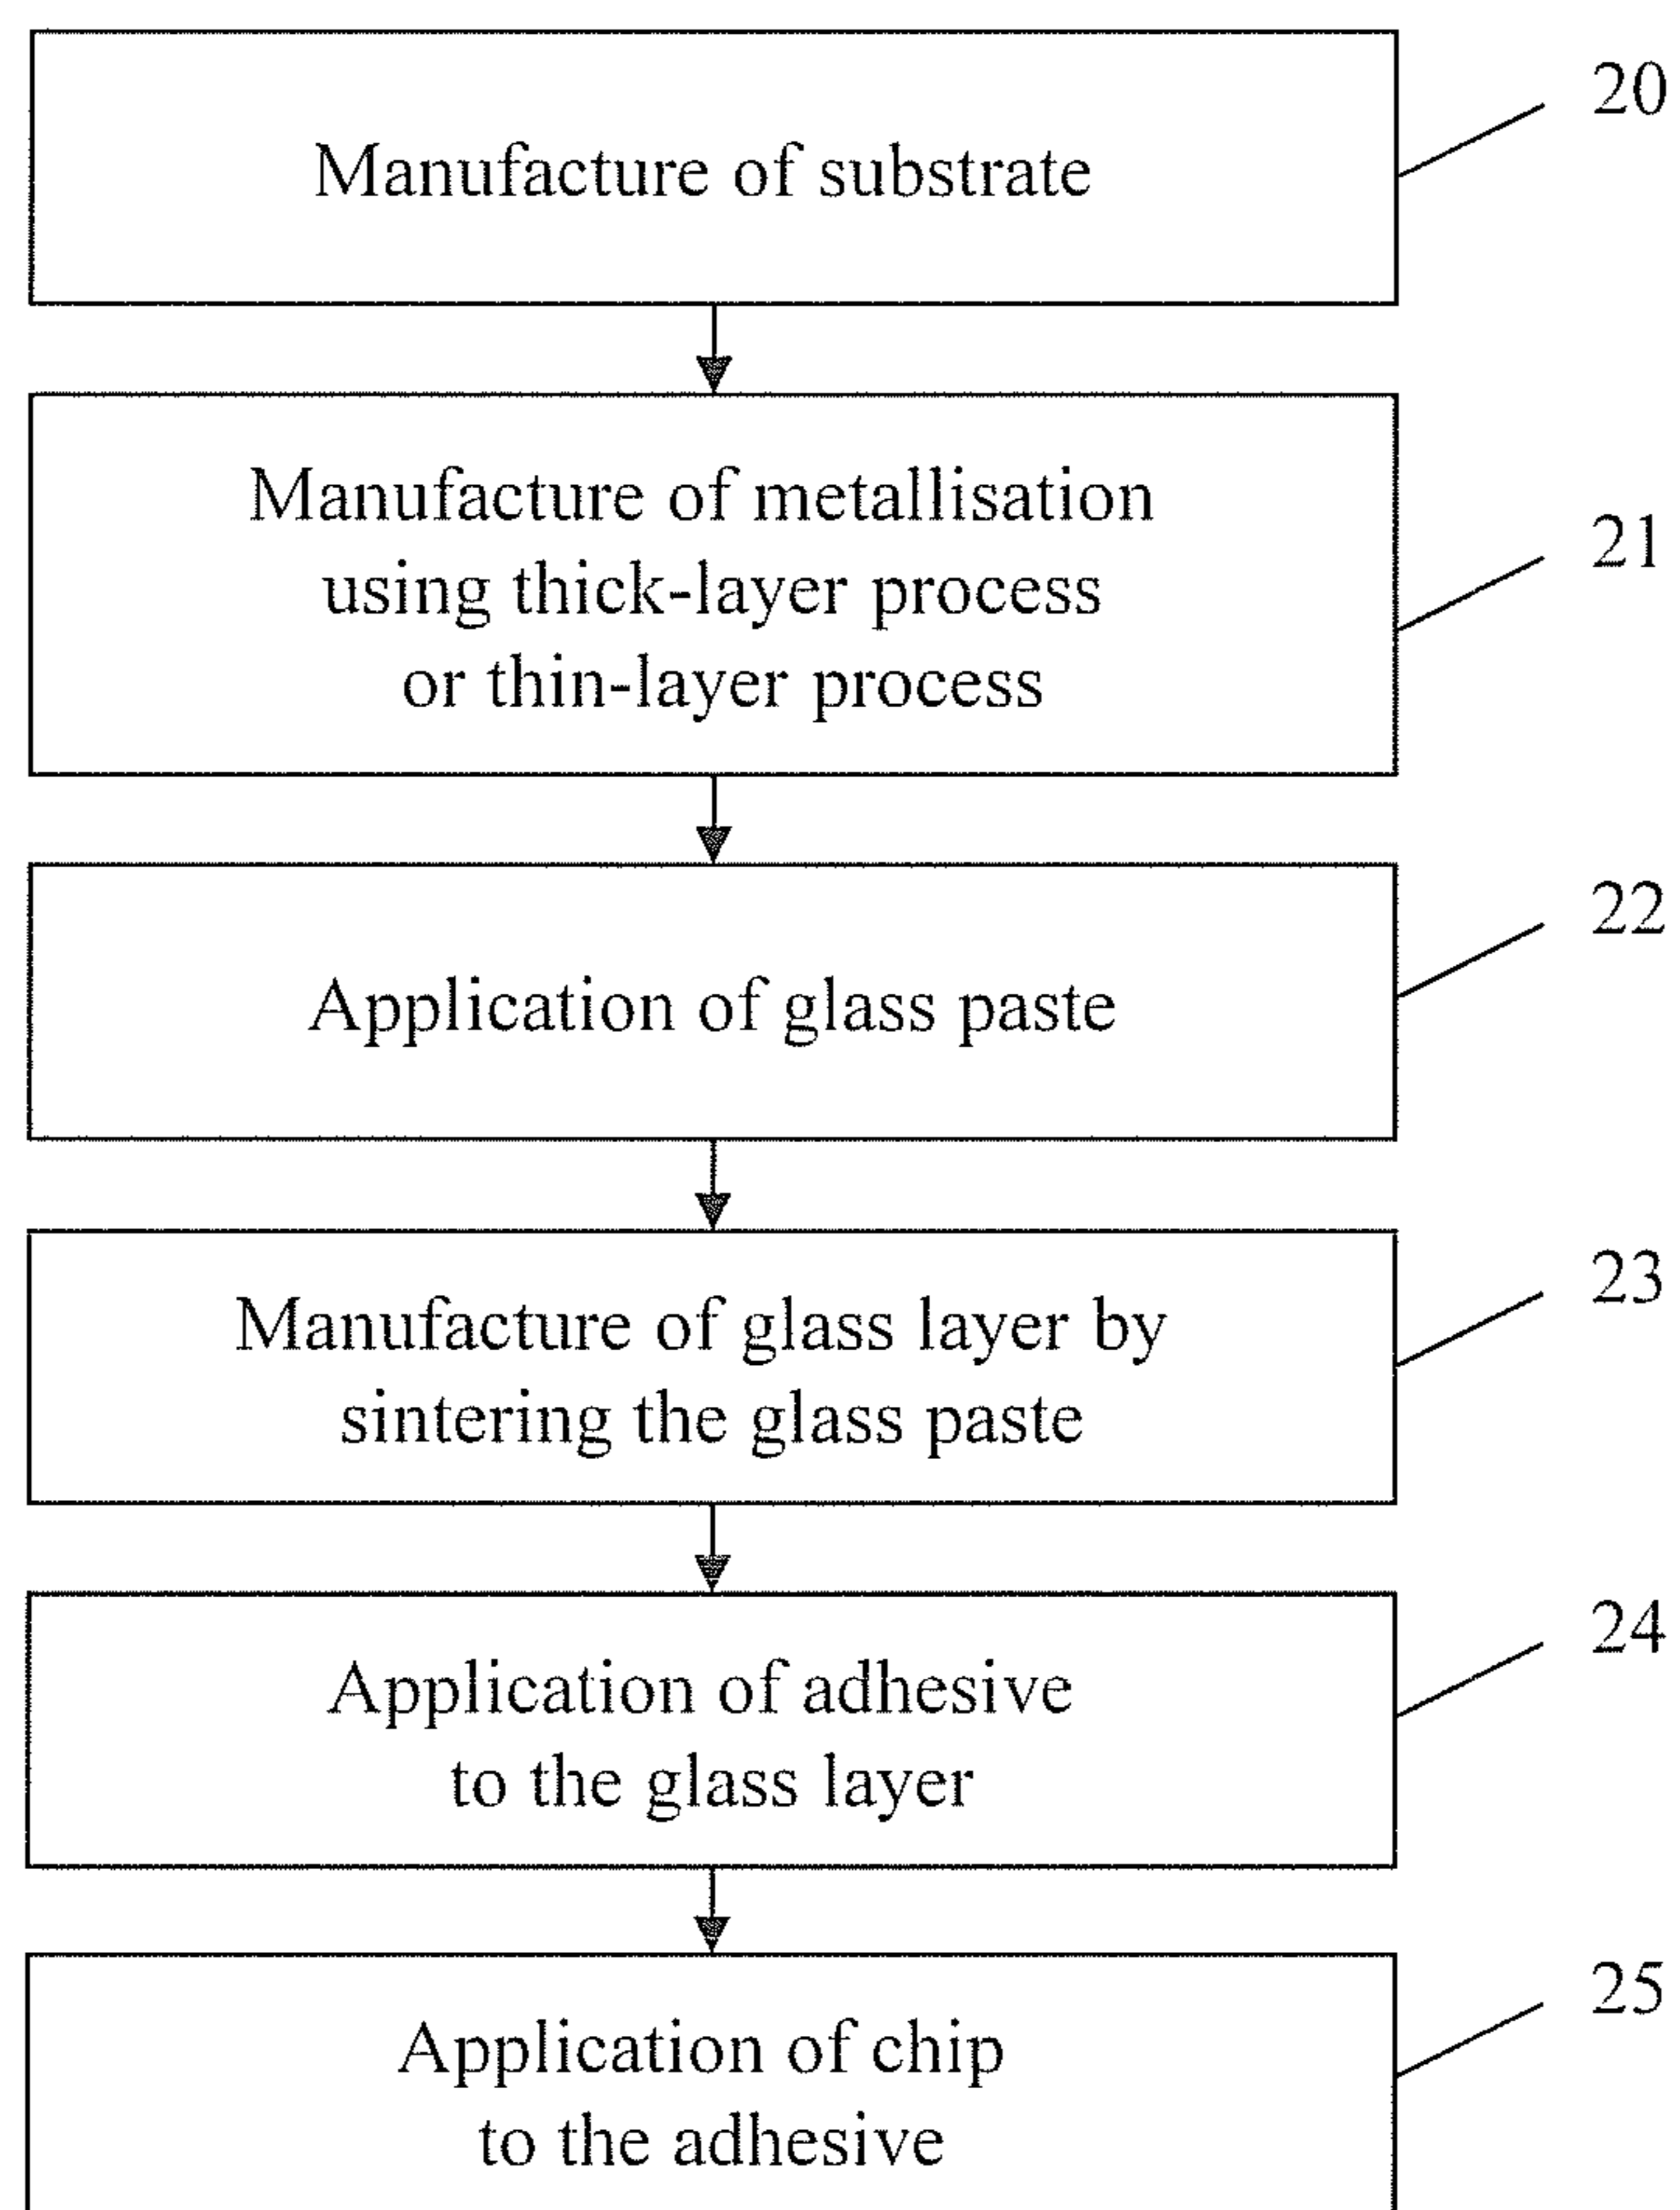 Manufacture of substrate
20
Manufacture of metallisation
using thick-layer process
or thin-layer process
21
Application of glass paste
22
Manufacture of glass layer by
sintering the glass paste
23
Application of adhesive
to the glass layer
24
Application of chip
to the adhesive
25